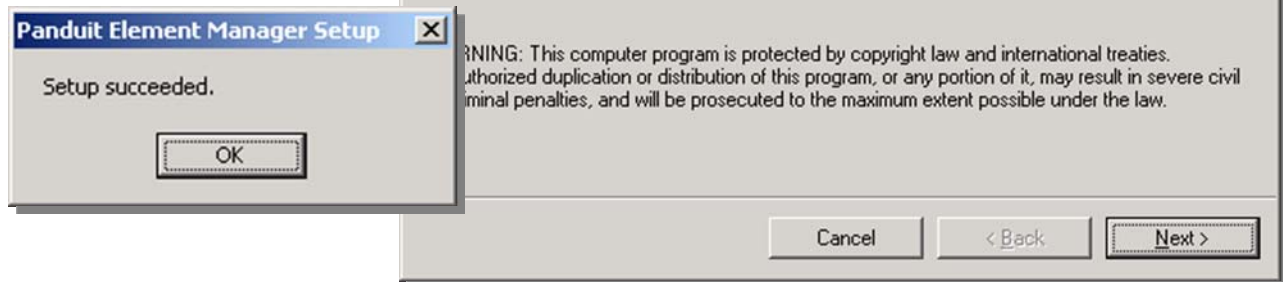 Panduit Element Manager Setup
Setup succeeded.
OK
RNING: This computer program is protected by copyright law and international treaties.
uthorized duplication or distribution of this program, or any portion of it, may result in severe civil
iminal penalties, and will be prosecuted to the maximum extent possible under the law.
Cancel
< Back
Next >